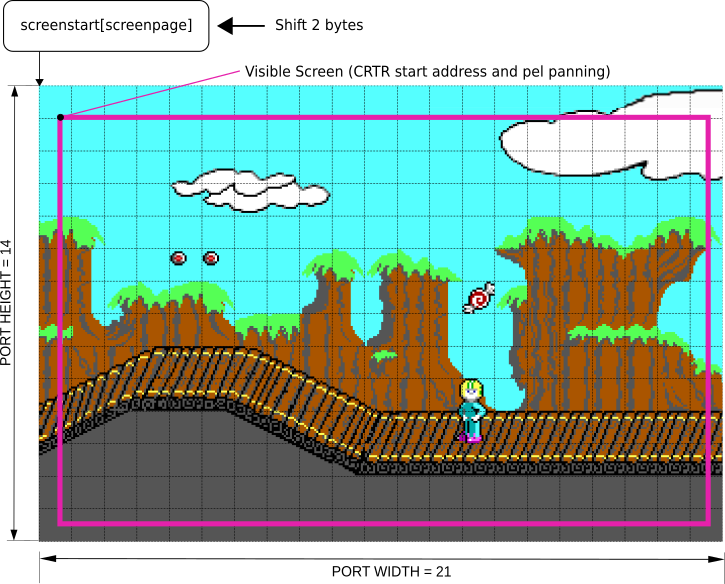 screenstart[screenpage]
Shift 2 bytes
Visible Screen (CRTR start address and pel panning)
PORT HEIGHT = 14
PORT WIDTH = 21